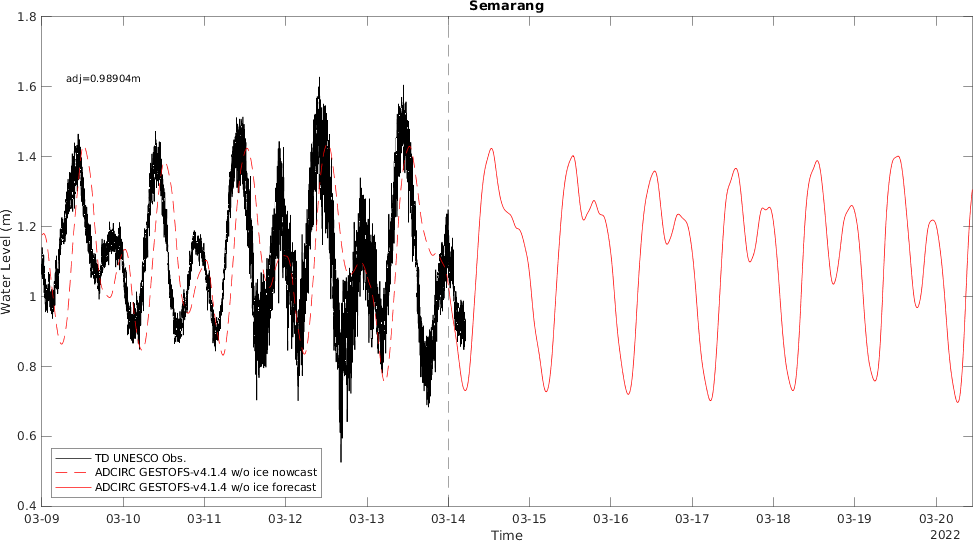 Semarang
1.8
adj=0.98904m
1.6
1.4
1.2
1
0.8
0.6
0.4
Water Level (m)
TD UNESCO Obs.
ADCIRC GESTOFS-v4.1.4 w/o ice nowcast
ADCIRC GESTOFS-v4.1.4 w/o ice forecast
03-09 03-10 03-11 03-12 03-13 03-14 03-15 03-16 03-17 03-18 03-19 03-20
Time
2022